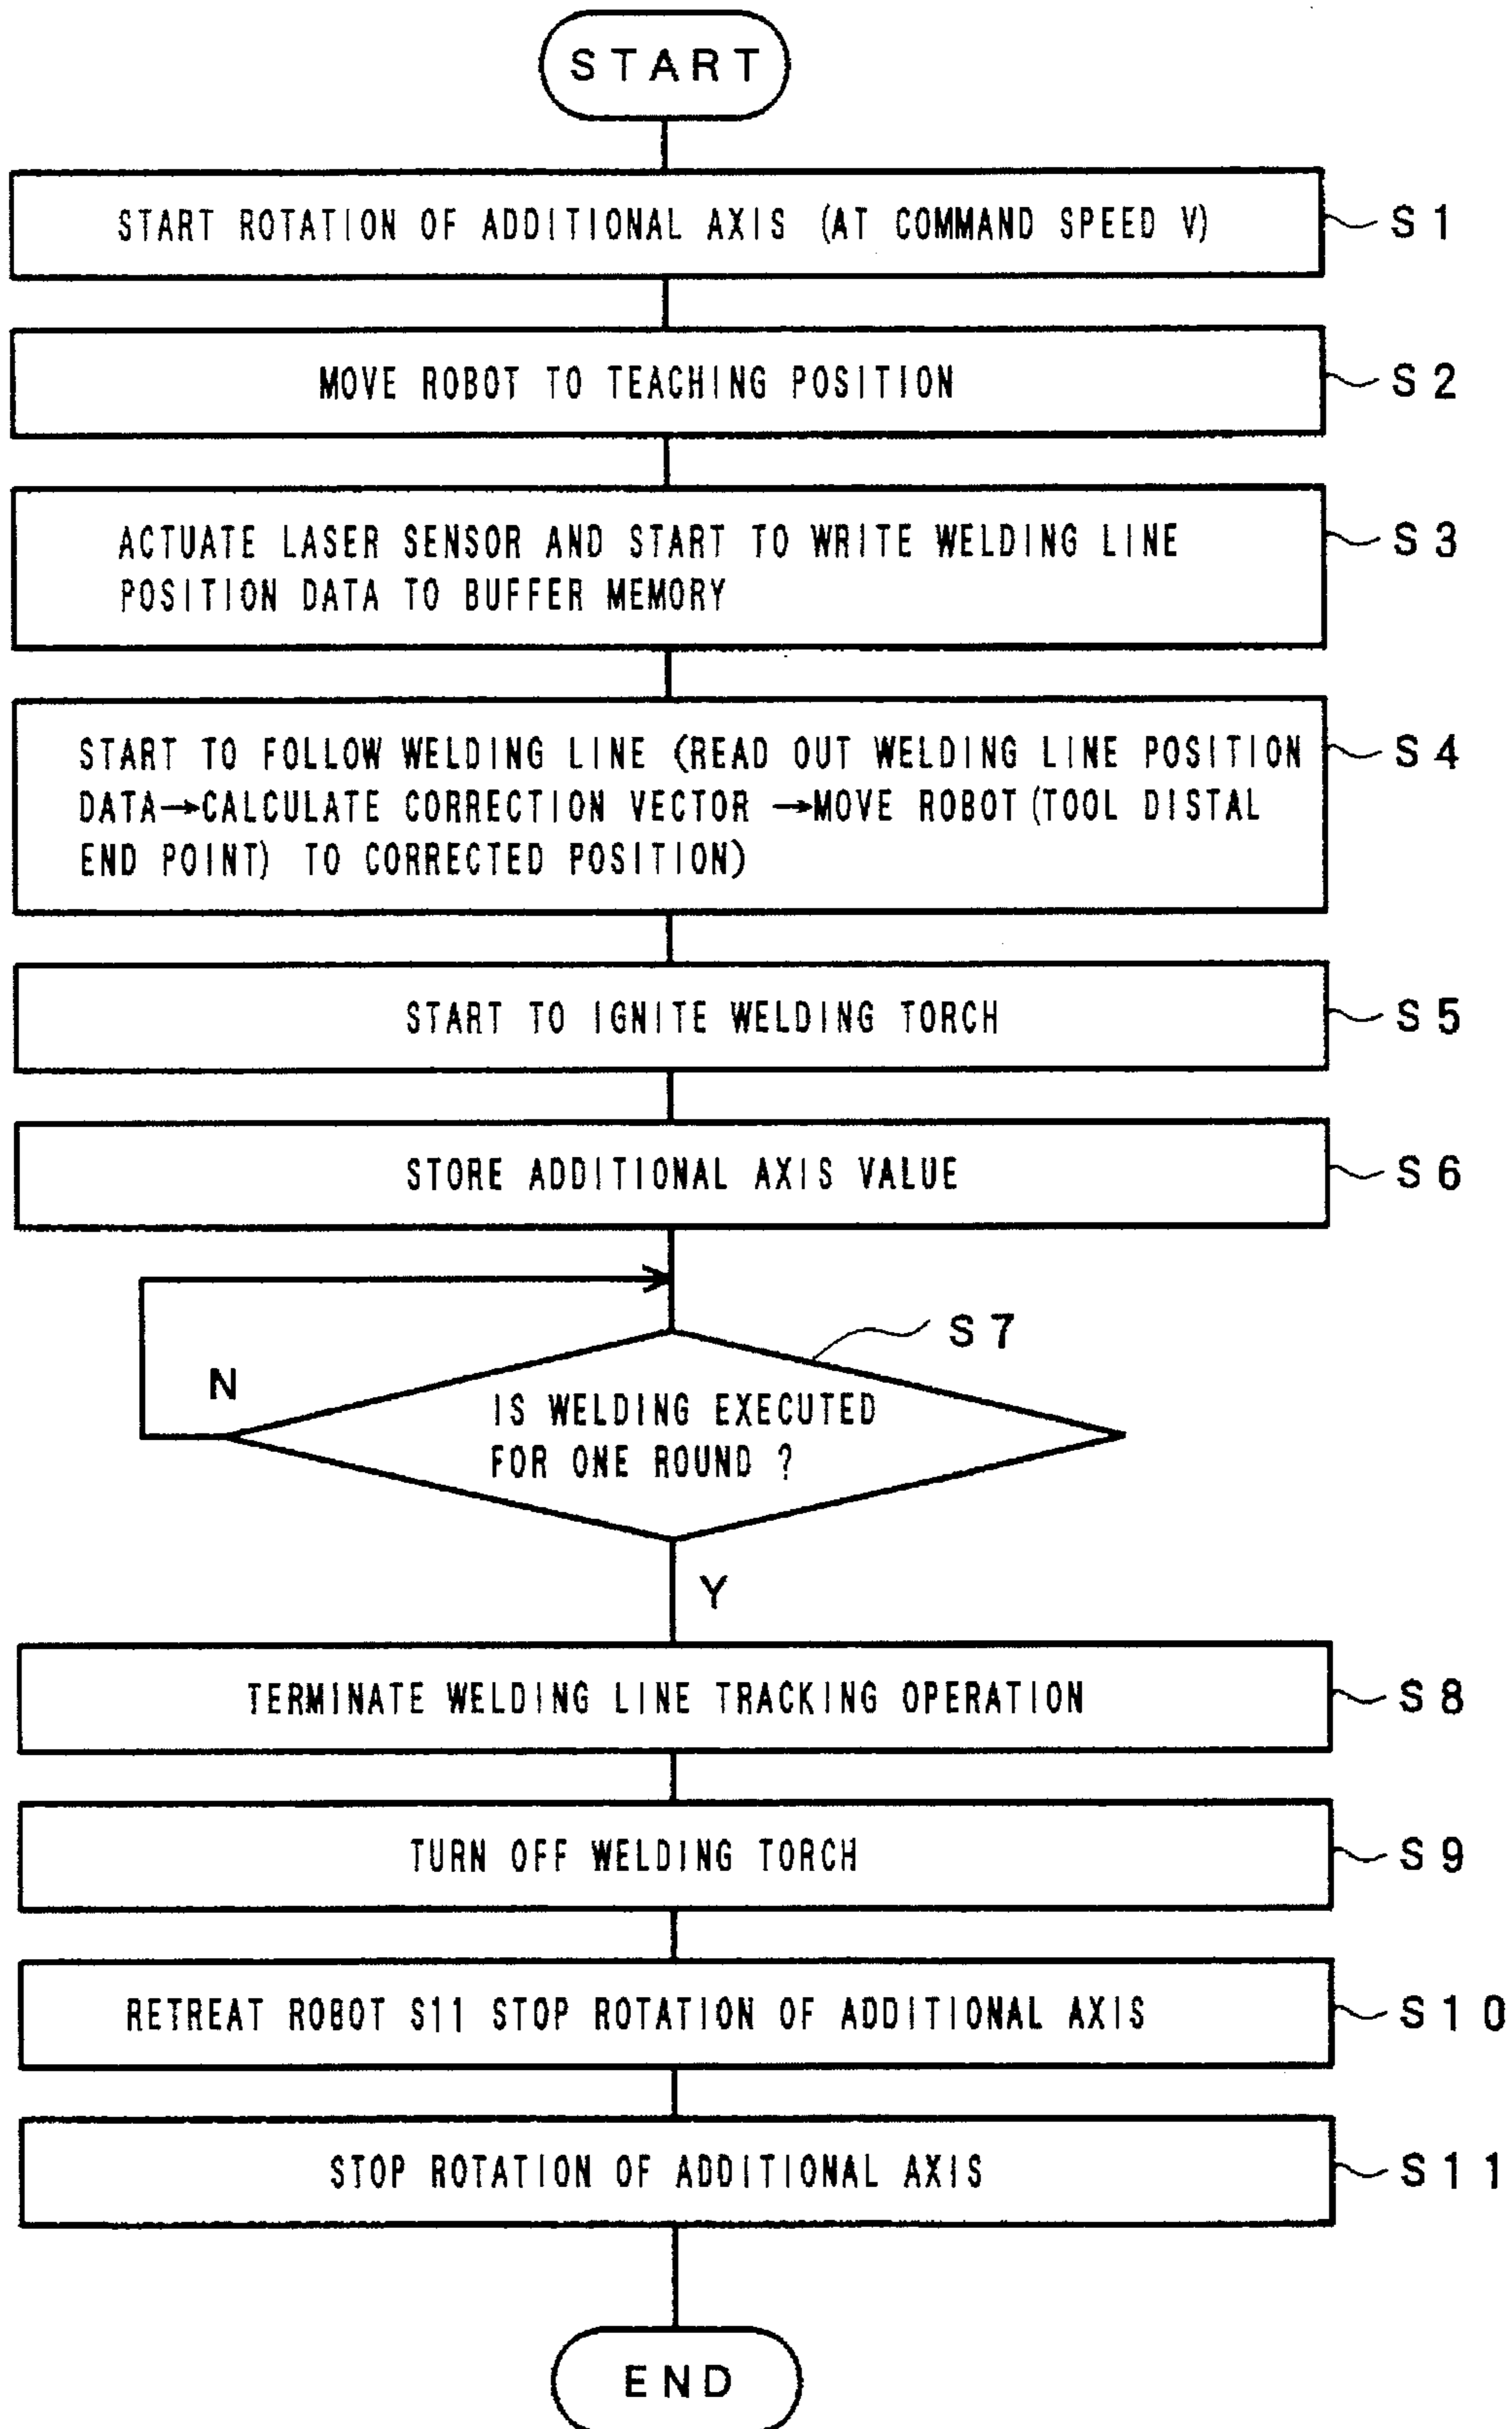 START
START ROTATION OF ADDITIONAL AXIS (AT COMMAND SPEED V)
S1
MOVE ROBOT TO TEACHING POSITION
S2
ACTUATE LASER SENSOR AND START TO WRITE WELDING LINE
POSITION DATA TO BUFFER MEMORY
S3
START TO FOLLOW WELDING LINE (READ OUT WELDING LINE POSITION
DATA→CALCULATE CORRECTION VECTOR →MOVE ROBOT (TOOL DISTAL
END POINT) TO CORRECTED POSITION)
S4
START TO IGNITE WELDING TORCH
S5
STORE ADDITIONAL AXIS VALUE
S6
S7
N
IS WELDING EXECUTED
FOR ONE ROUND ?
Y
TERMINATE WELDING LINE TRACKING OPERATION
S8
TURN OFF WELDING TORCH
S9
RETREAT ROBOT S11 STOP ROTATION OF ADDITIONAL AXIS
S10
STOP ROTATION OF ADDITIONAL AXIS
S11
END